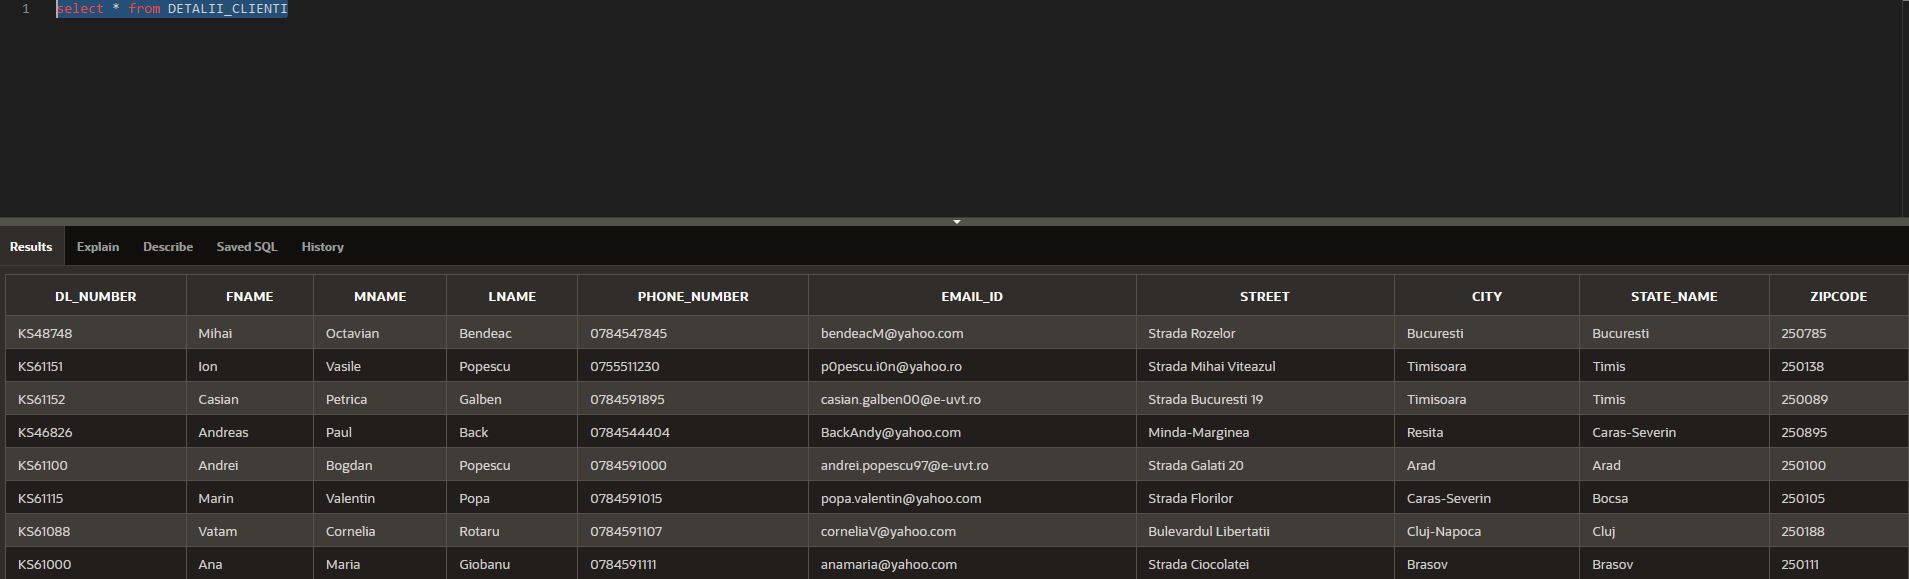 1 select * from DETALII_CLIENTI
Results Explain Describe Saved SQL History
DL_NUMBER FNAME MNAME LNAME PHONE_NUMBER EMAIL_ID STREET CITY STATE_NAME ZIPCODE
KS48748 Mihai Octavian Bendeac 0784547845 bendeacM@yahoo.com Strada Rozelor Bucuresti Bucuresti 250785
KS61151 Ion Vasile Popescu 0755511230 p0pescu.i0n@yahoo.ro Strada Mihai Viteazul Timisoara Timis 250138
KS61152 Casian Petrica Galben 0784591895 casian.galben00@e-uvt.ro Strada Bucuresti 19 Timisoara Timis 250089
KS46826 Andreas Paul Back 0784544404 BackAndy@yahoo.com Minda-Marginea Resita Caras-Severin 250895
KS61100 Andrei Bogdan Popescu 0784591000 andrei.popescu97@e-uvt.ro Strada Galati 20 Arad Arad 250100
KS61115 Marin Valentin Popa 0784591015 popa.valentin@yahoo.com Strada Florilor Caras-Severin Bocsa 250105
KS61088 Vatam Cornelia Rotaru 0784591107 corneliaV@yahoo.com Bulevardul Libertatii Cluj-Napoca Cluj 250188
KS61000 Ana Maria Giobanu 0784591111 anamaria@yahoo.com Strada Ciocolatei Brasov Brasov 250111